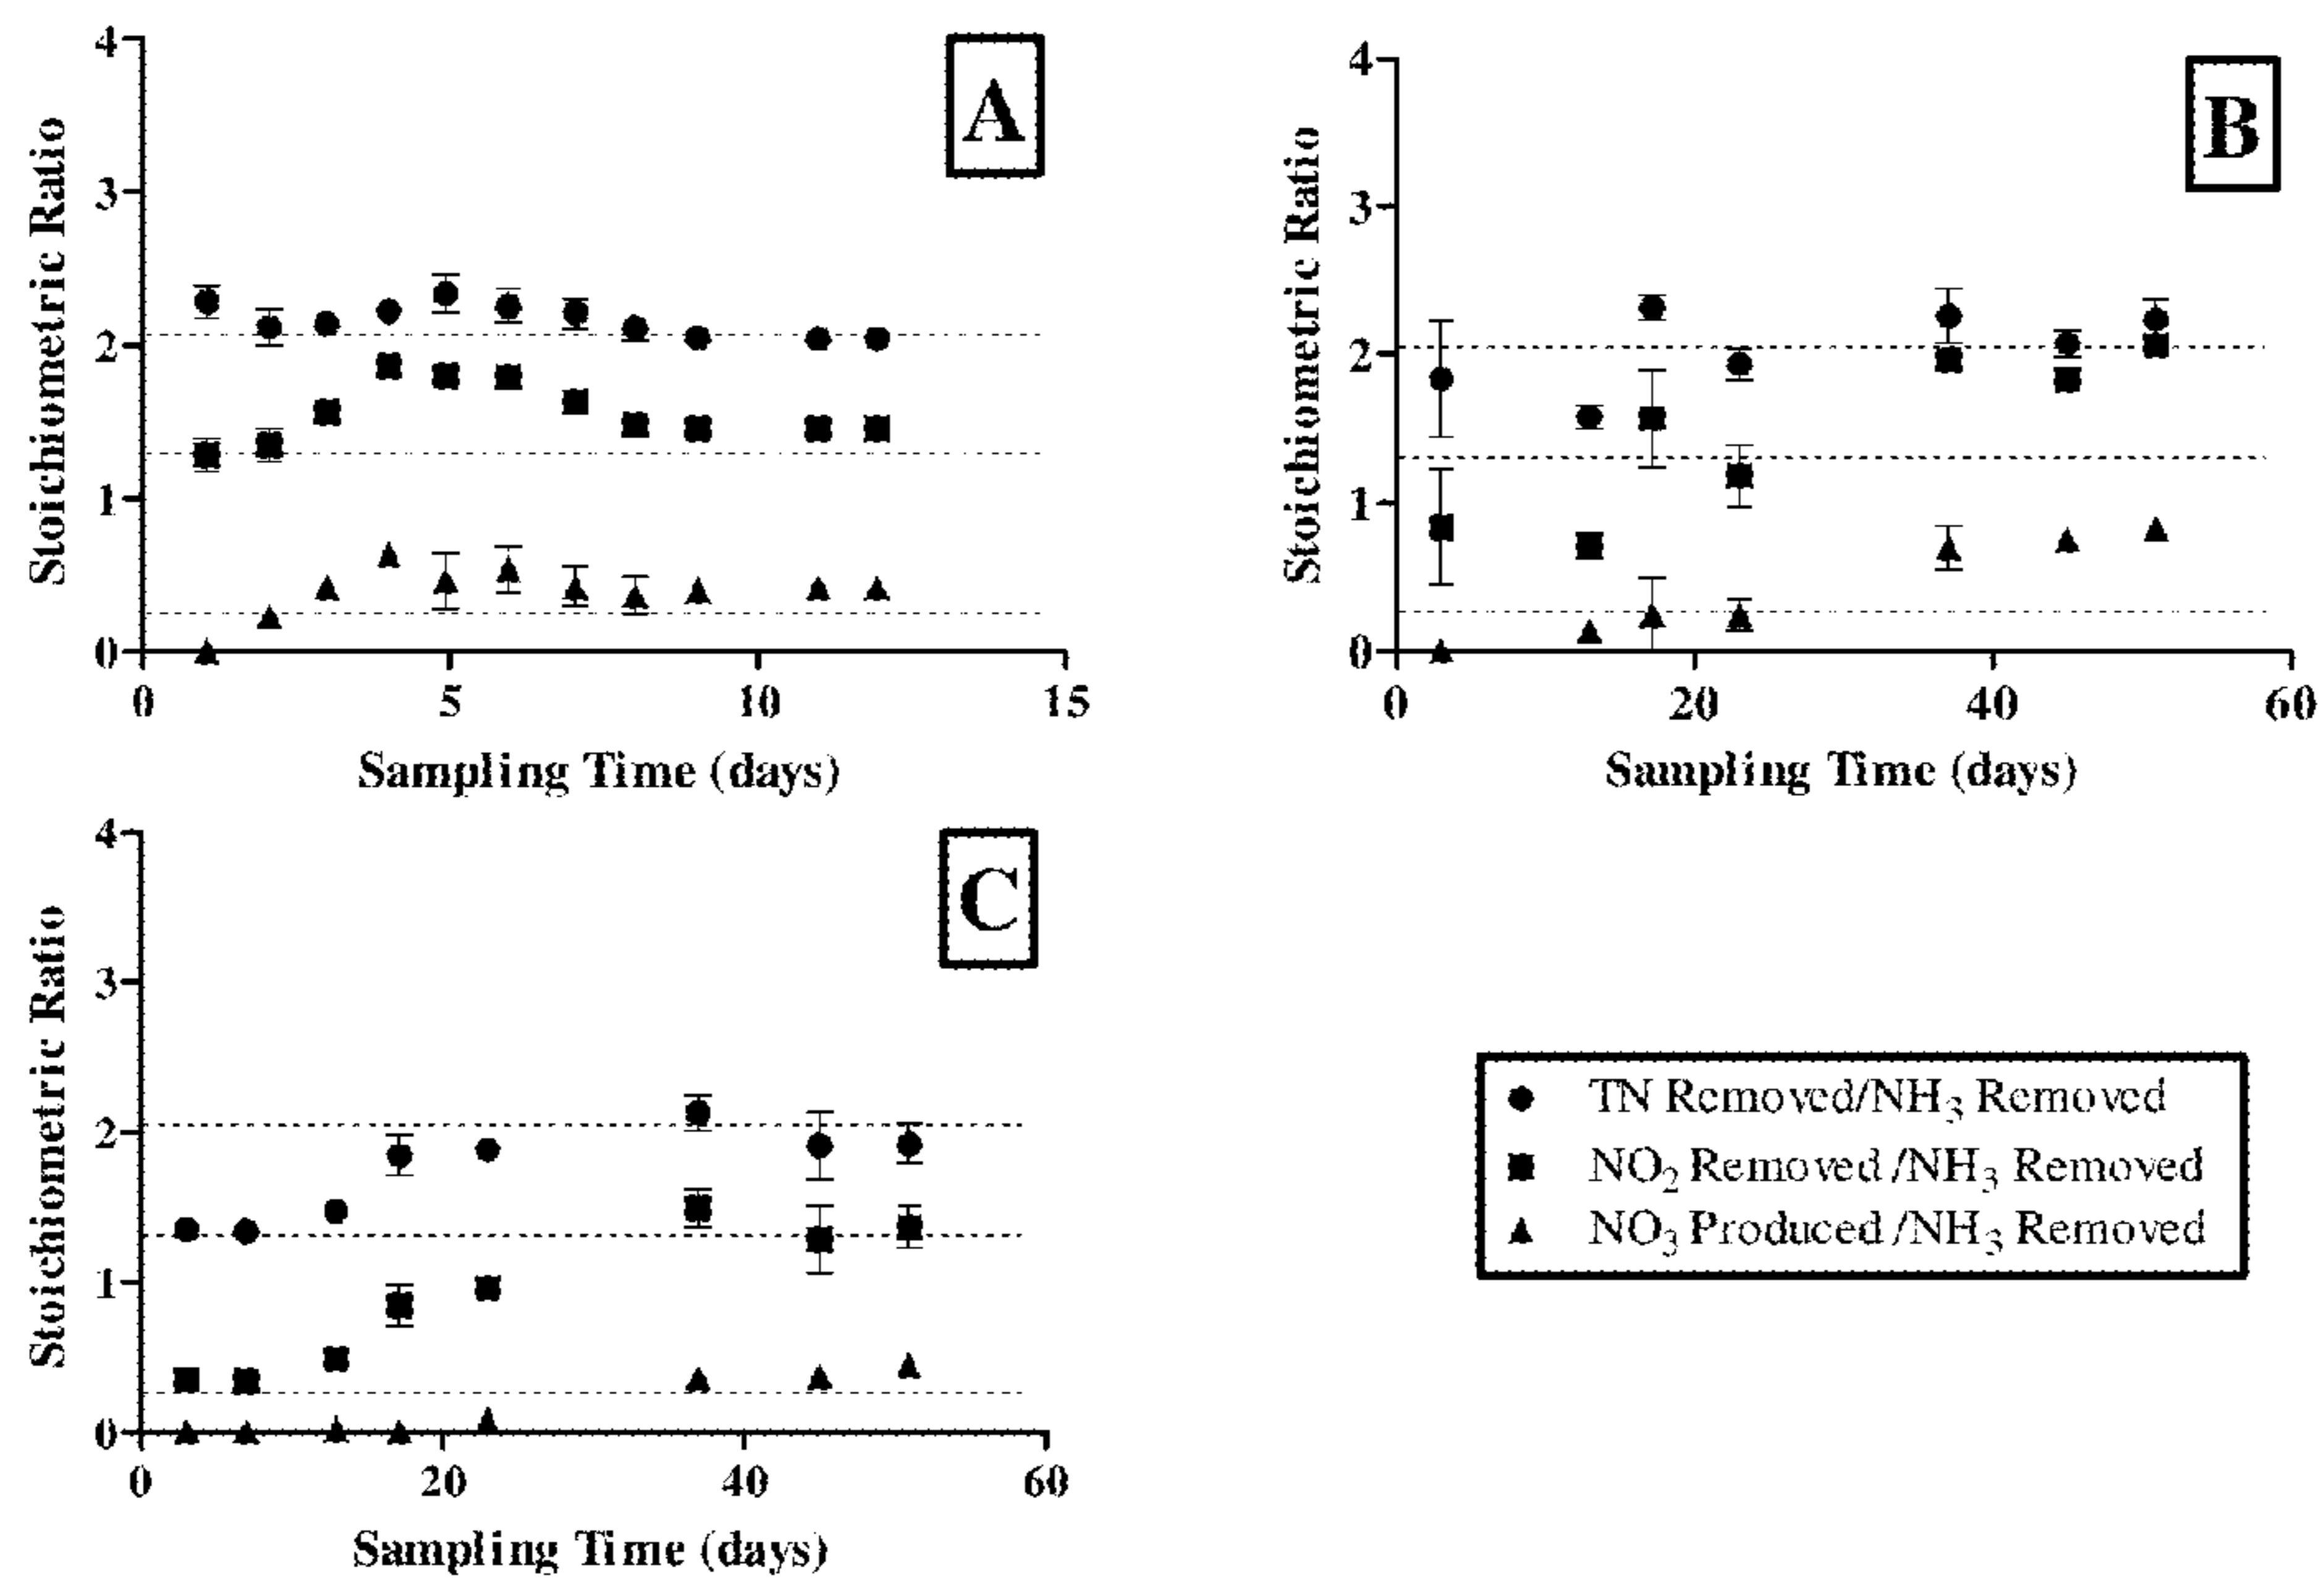 4
3
2
1
0
Stoichiometric Ratio
A
0 5 10 15
Sampling Time (days)
4
3
2
1
0
Stoichiometric Ratio
B
0 20 40 60
Sampling Time (days)
4
3
2
1
0
Stoichiometric Ratio
C
0 20 40 60
Sampling Time (days)
TN Removed/NH₃ Removed
NO₂ Removed /NH₃ Removed
NO₃ Produced /NH₃ Removed